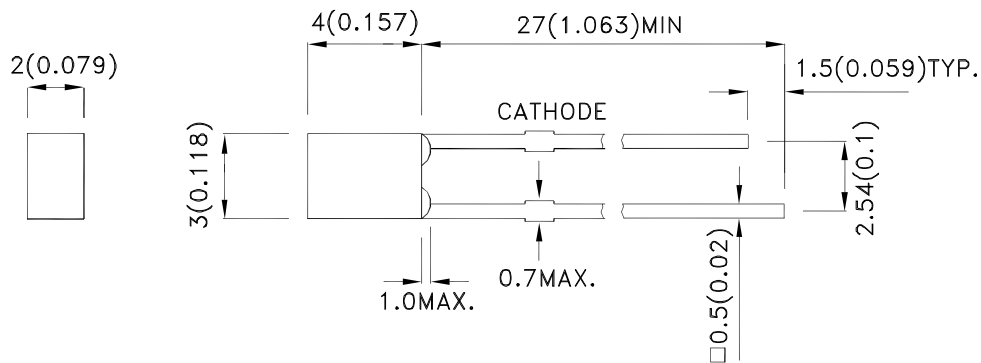 4(0.157)
27(1.063)MIN
2(0.079)
1.5(0.059)TYP.
CATHODE
3(0.118)
2.54(0.1)
0.7MAX.
1.0MAX.
□0.5(0.02)